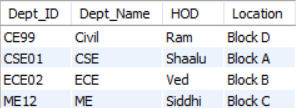 Dept_ID Dept_Name HOD Location
CE99 Civil Ram Block D
CSE01 CSE Shaalu Block A
ECE02 ECE Ved Block B
ME12 ME Siddhi Block C